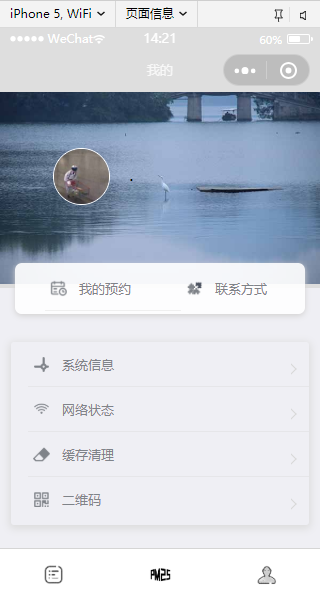 iPhone 5, WiFi 页面信息
WeChat 14:21 60%
我的
我的预约 联系方式
系统信息
网络状态
缓存清理
二维码
PM25